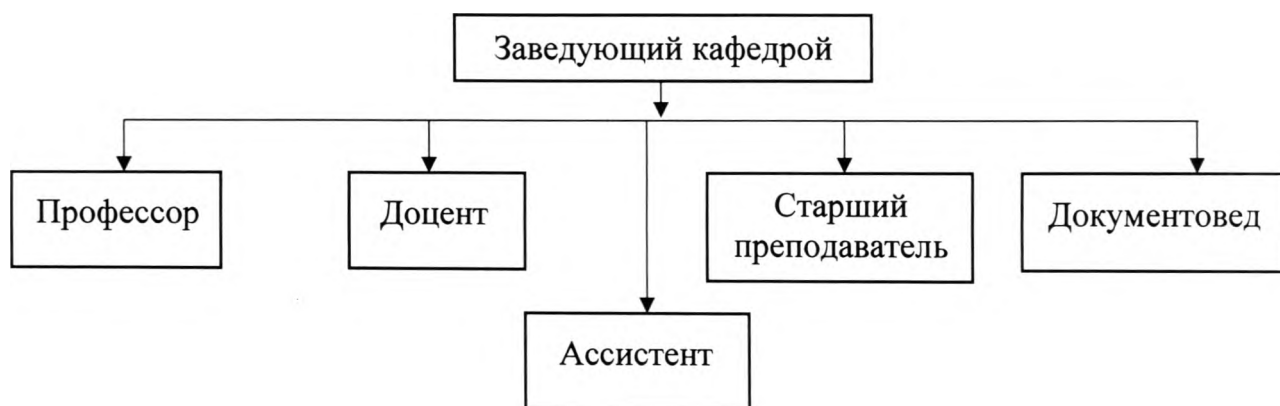 Заведующий кафедрой
Профессор
Доцент
Старший
преподаватель
Документовед
Ассистент